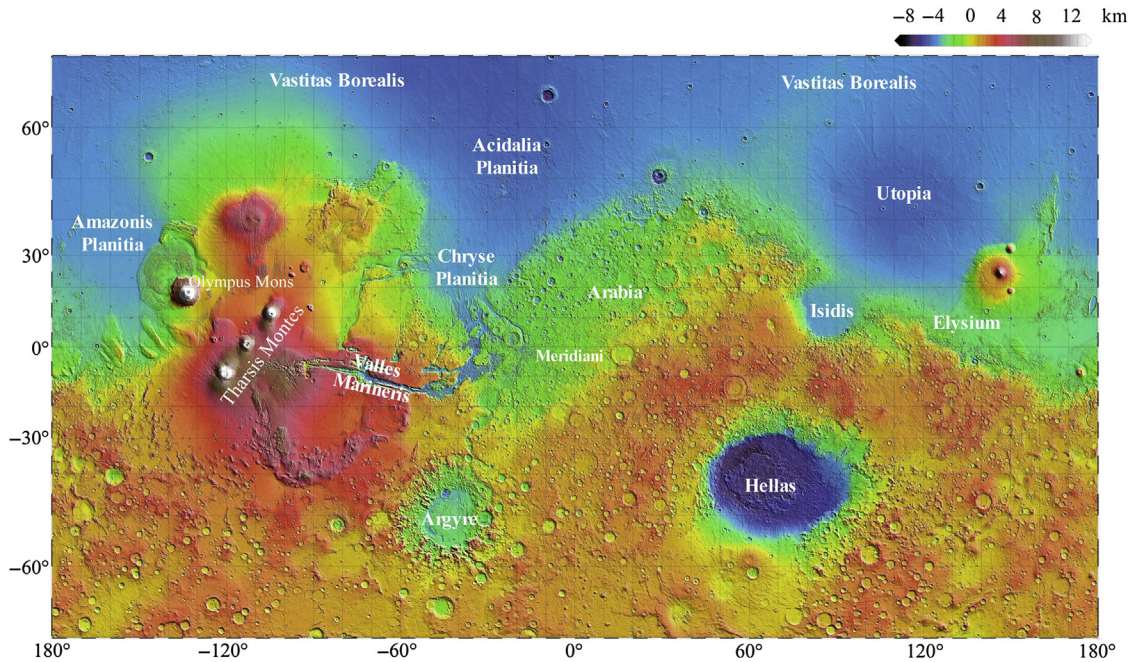 −8 −4 0 4 8 12 km
Vastitas Borealis
Vastitas Borealis
60°
Acidalia
Planitia
Utopia
Amazonis
Planitia
30°
Chryse
Planitia
Olympus Mons
Arabia
Isidis
Elysium
Tharsis Montes
0°
Meridiani
Valles
Marineris
−30°
Hellas
Argyre
−60°
180° −120° −60° 0° 60° 120° 180°